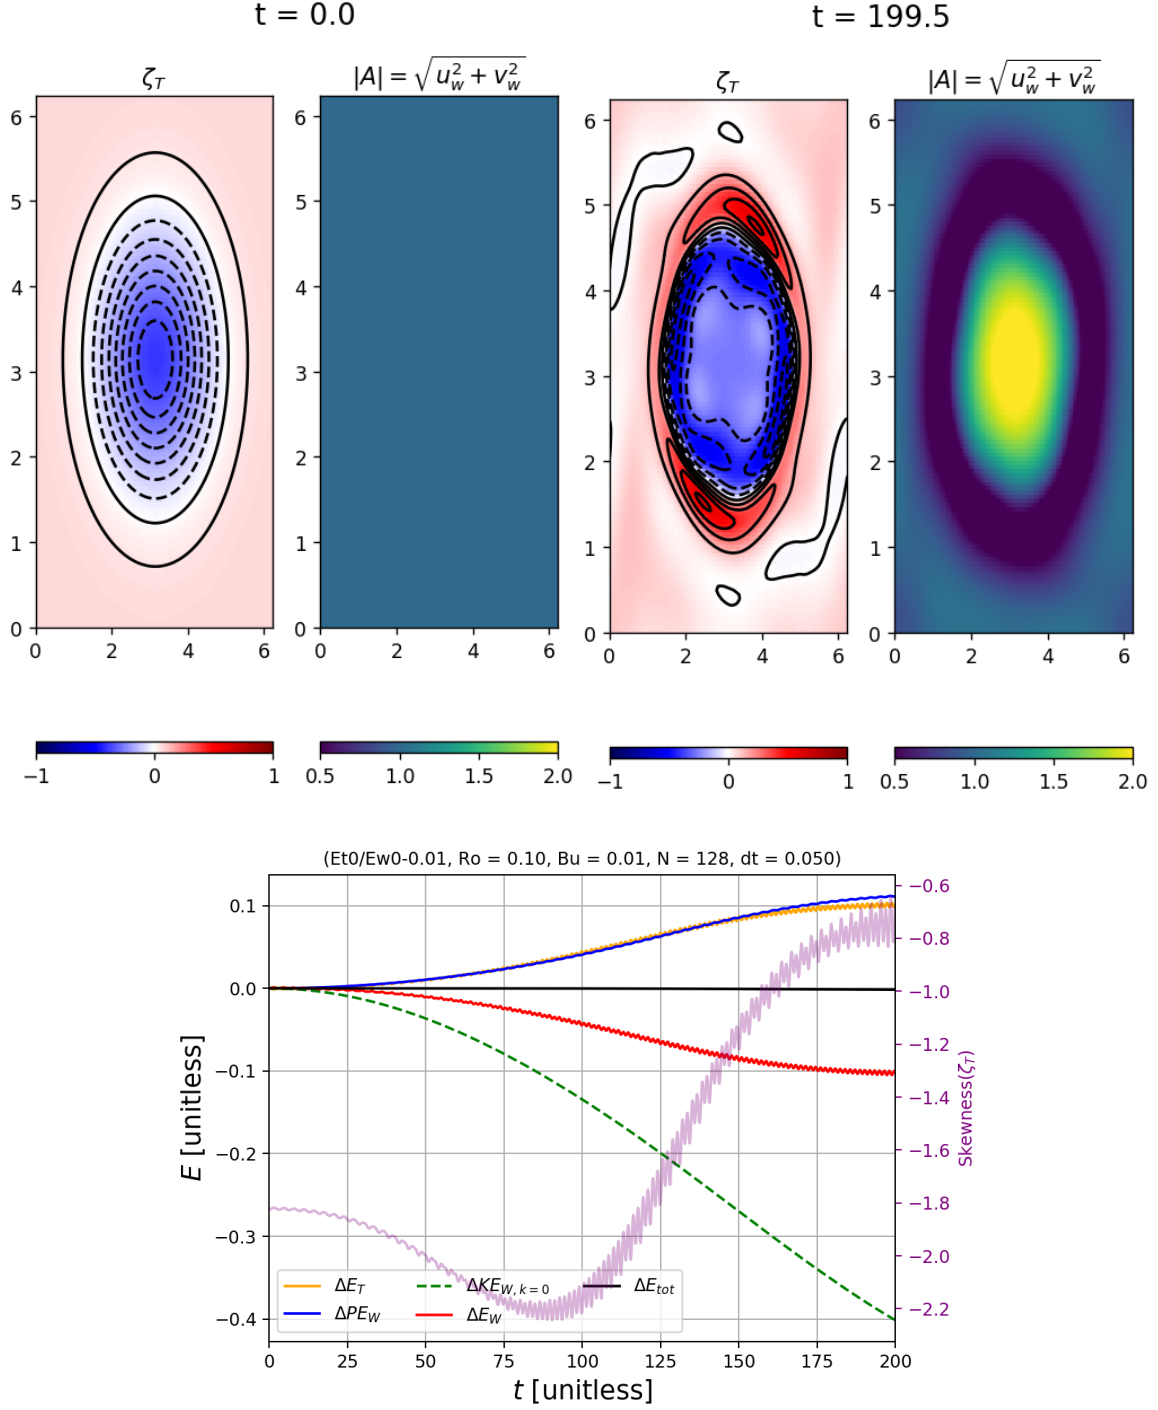 t = 0.0
t = 199.5
ζ_T
|A| = √(u_w^2 + v_w^2)
ζ_T
|A| = √(u_w^2 + v_w^2)
6
5
4
3
2
1
0
0 2 4 6
0 2 4 6
6
5
4
3
2
1
0
6
5
4
3
2
1
0
0 2 4 6
6
5
4
3
2
1
0
0 2 4 6
−1 0 1
0.5 1.0 1.5 2.0
−1 0 1
0.5 1.0 1.5 2.0
(Et0/Ew0-0.01, Ro = 0.10, Bu = 0.01, N = 128, dt = 0.050)
0.1
0.0
−0.1
−0.2
−0.3
−0.4
E [unitless]
−0.6
−0.8
−1.0
−1.2
−1.4
−1.6
−1.8
−2.0
−2.2
Skewness(ζ_T)
ΔE_T
ΔPE_W
ΔKE_{W, k=0}
ΔE_W
ΔE_{tot}
0 25 50 75 100 125 150 175 200
t [unitless]